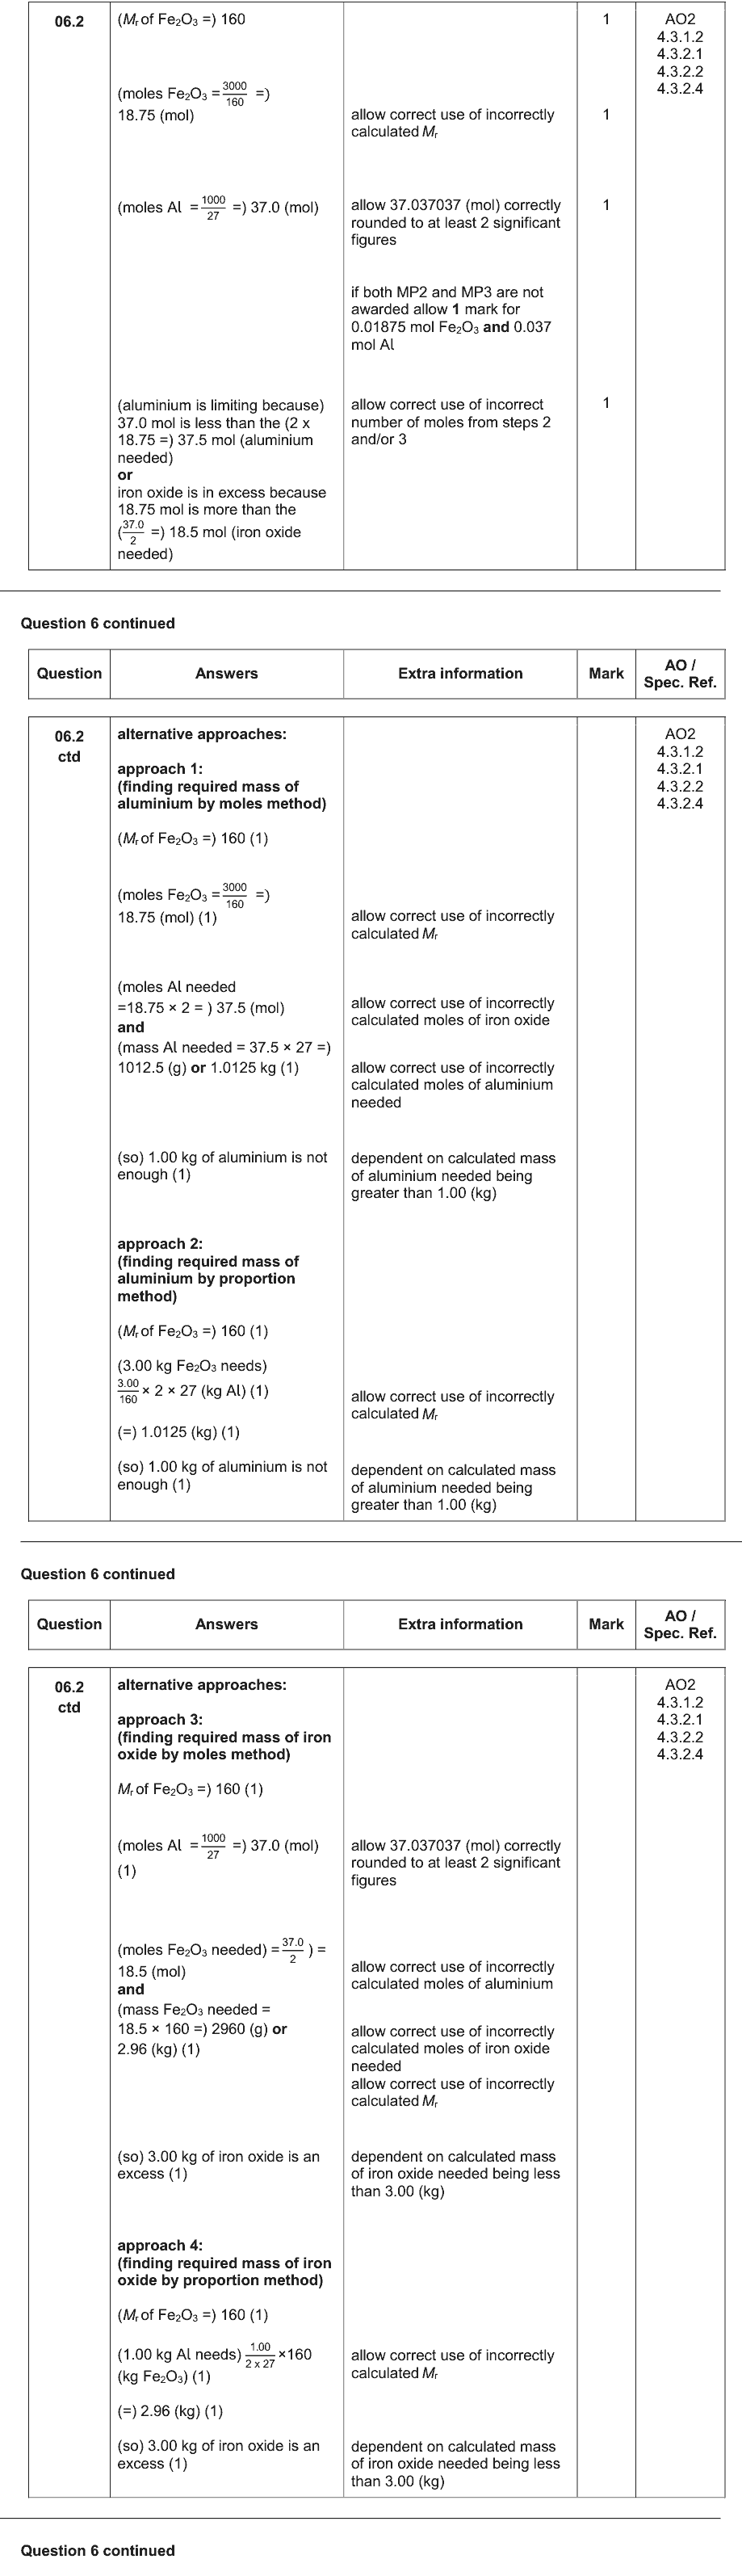 06.2
(Mr of Fe2O3 =) 160
1
AO2
4.3.1.2
4.3.2.1
4.3.2.2
4.3.2.4
(moles Fe2O3 = 3000/160 =)
18.75 (mol)
allow correct use of incorrectly
calculated Mr
1
(moles Al = 1000/27 =) 37.0 (mol)
allow 37.037037 (mol) correctly
rounded to at least 2 significant
figures
1
if both MP2 and MP3 are not
awarded allow 1 mark for
0.01875 mol Fe2O3 and 0.037
mol Al
(aluminium is limiting because)
37.0 mol is less than the (2 x
18.75 =) 37.5 mol (aluminium
needed)
or
iron oxide is in excess because
18.75 mol is more than the
(37.0/2 =) 18.5 mol (iron oxide
needed)
allow correct use of incorrect
number of moles from steps 2
and/or 3
1
Question 6 continued
Question
Answers
Extra information
Mark
AO /
Spec. Ref.
06.2
ctd
alternative approaches:
AO2
4.3.1.2
4.3.2.1
4.3.2.2
4.3.2.4
approach 1:
(finding required mass of
aluminium by moles method)
(Mr of Fe2O3 =) 160 (1)
(moles Fe2O3 = 3000/160 =)
18.75 (mol) (1)
allow correct use of incorrectly
calculated Mr
(moles Al needed
=18.75 × 2 = ) 37.5 (mol)
and
(mass Al needed = 37.5 × 27 =)
1012.5 (g) or 1.0125 kg (1)
allow correct use of incorrectly
calculated moles of iron oxide
allow correct use of incorrectly
calculated moles of aluminium
needed
(so) 1.00 kg of aluminium is not
enough (1)
dependent on calculated mass
of aluminium needed being
greater than 1.00 (kg)
approach 2:
(finding required mass of
aluminium by proportion
method)
(Mr of Fe2O3 =) 160 (1)
(3.00 kg Fe2O3 needs)
3.00/160 × 2 × 27 (kg Al) (1)
allow correct use of incorrectly
calculated Mr
(=) 1.0125 (kg) (1)
(so) 1.00 kg of aluminium is not
enough (1)
dependent on calculated mass
of aluminium needed being
greater than 1.00 (kg)
Question 6 continued
Question
Answers
Extra information
Mark
AO /
Spec. Ref.
06.2
ctd
alternative approaches:
AO2
4.3.1.2
4.3.2.1
4.3.2.2
4.3.2.4
approach 3:
(finding required mass of iron
oxide by moles method)
Mr of Fe2O3 =) 160 (1)
(moles Al = 1000/27 =) 37.0 (mol)
(1)
allow 37.037037 (mol) correctly
rounded to at least 2 significant
figures
(moles Fe2O3 needed) = 37.0/2 ) =
18.5 (mol)
and
(mass Fe2O3 needed =
18.5 × 160 =) 2960 (g) or
2.96 (kg) (1)
allow correct use of incorrectly
calculated moles of aluminium
allow correct use of incorrectly
calculated moles of iron oxide
needed
allow correct use of incorrectly
calculated Mr
(so) 3.00 kg of iron oxide is an
excess (1)
dependent on calculated mass
of iron oxide needed being less
than 3.00 (kg)
approach 4:
(finding required mass of iron
oxide by proportion method)
(Mr of Fe2O3 =) 160 (1)
(1.00 kg Al needs) 1.00/2 x 27 ×160
(kg Fe2O3) (1)
allow correct use of incorrectly
calculated Mr
(=) 2.96 (kg) (1)
(so) 3.00 kg of iron oxide is an
excess (1)
dependent on calculated mass
of iron oxide needed being less
than 3.00 (kg)
Question 6 continued